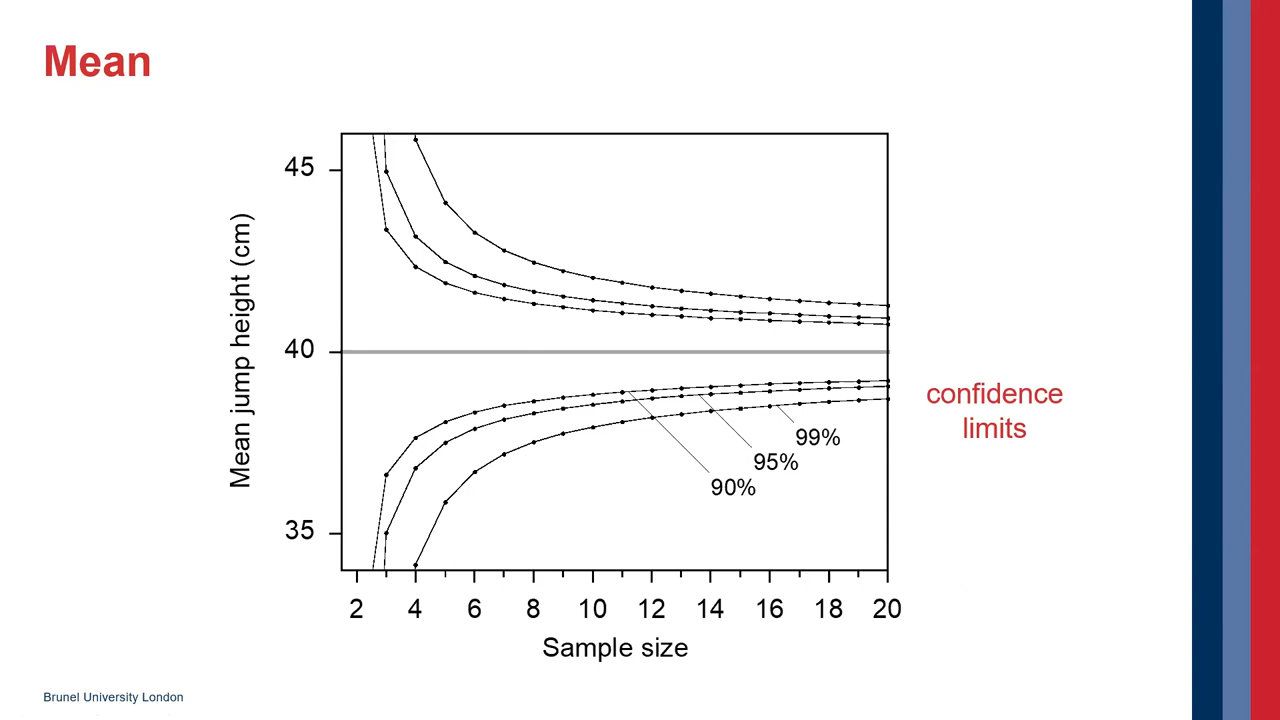 Mean
45
40
35
Mean jump height (cm)
confidence
limits
99%
95%
90%
2 4 6 8 10 12 14 16 18 20
Sample size
Brunel University London